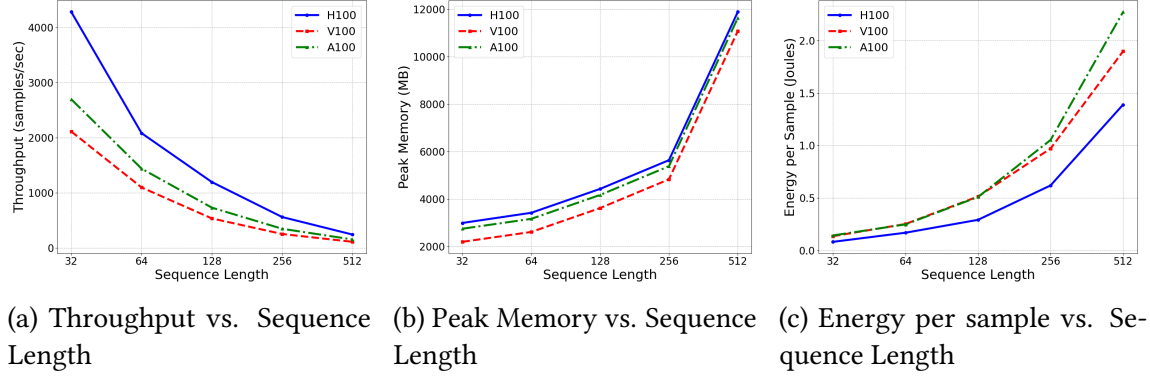 4000
3000
2000
1000
0
32
64
128
256
512
Throughput (samples/sec)
Sequence Length
H100
V100
A100
12000
10000
8000
6000
4000
2000
32
64
128
256
512
Peak Memory (MB)
Sequence Length
H100
V100
A100
2.0
1.5
1.0
0.5
0.0
32
64
128
256
512
Energy per Sample (Joules)
Sequence Length
H100
V100
A100
(a) Throughput vs. Sequence
Length
(b) Peak Memory vs. Sequence
Length
(c) Energy per sample vs. Se-
quence Length